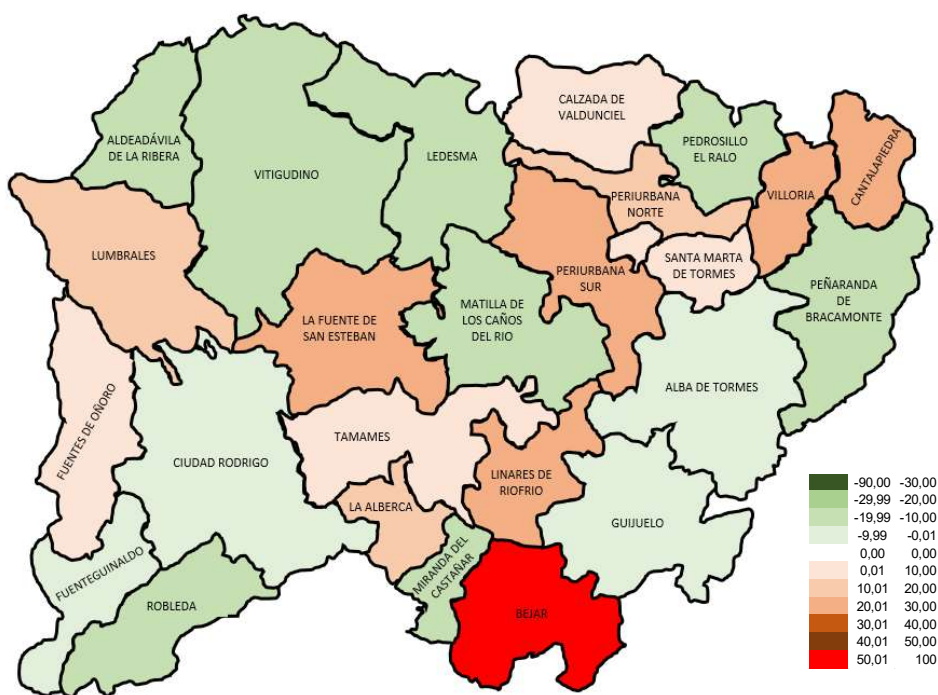 CALZADA DE
VALDUNCIEL
ALDEADÁVILA
DE LA RIBERA
VITIGUDINO
LEDESMA
PEDROSILLO
EL RALO
CANTALAPIEDRA
VILLORIA
PERIURBANA
NORTE
LUMBRALES
SANTA MARTA
DE TORMES
PERIURBANA
SUR
PEÑARANDA
DE
BRACAMONTE
LA FUENTE DE
SAN ESTEBAN
MATILLA DE
LOS CAÑOS
DEL RIO
ALBA DE TORMES
FUENTES DE OÑORO
TAMAMES
CIUDAD RODRIGO
LINARES DE
RIOFRIO
LA ALBERCA
GUIJUELO
FUENTEGUINALDO
MIRANDA DEL
CASTAÑAR
ROBLEDA
BEJAR
-90,00 -30,00
-29,99 -20,00
-19,99 -10,00
-9,99 -0,01
0,00 0,00
0,01 10,00
10,01 20,00
20,01 30,00
30,01 40,00
40,01 50,00
50,01 100